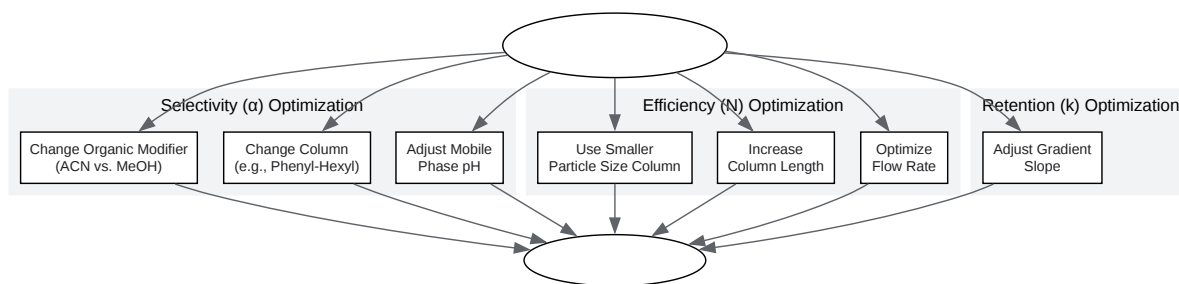 Selectivity (α) Optimization
Efficiency (N) Optimization
Retention (k) Optimization
Change Organic Modifier
(ACN vs. MeOH)
Change Column
(e.g., Phenyl-Hexyl)
Adjust Mobile
Phase pH
Use Smaller
Particle Size Column
Increase
Column Length
Optimize
Flow Rate
Adjust Gradient
Slope